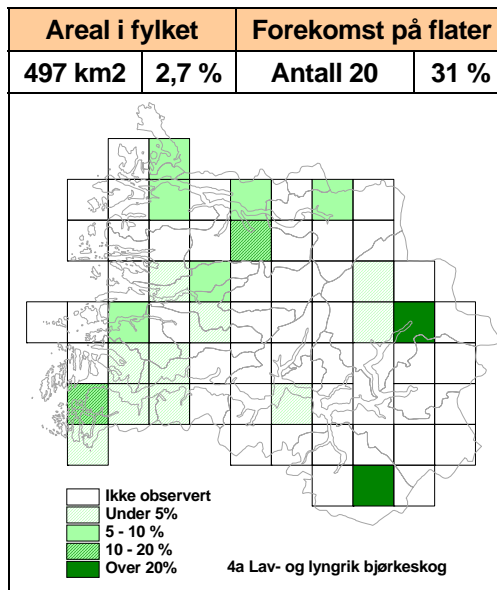 Areal i fylket Forekomst på flater
497 km2 2,7 % Antall 20 31 %
Ikke observert
Under 5%
5 - 10 %
10 - 20 %
Over 20% 4a Lav- og lyngrik bjørkeskog